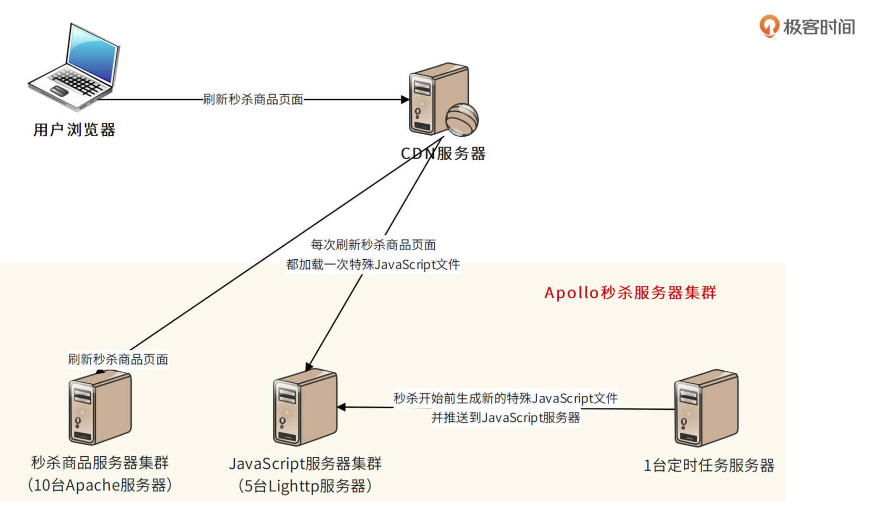 极客时间
刷新秒杀商品页面
用户浏览器
CDN服务器
每次刷新秒杀商品页面
都加载一次特殊JavaScript文件
Apollo秒杀服务器集群
刷新秒杀商品页面
秒杀开始前生成新的特殊JavaScript文件
并推送到JavaScript服务器
秒杀商品服务器集群
（10台Apache服务器）
JavaScript服务器集群
（5台Lighttp服务器）
1台定时任务服务器